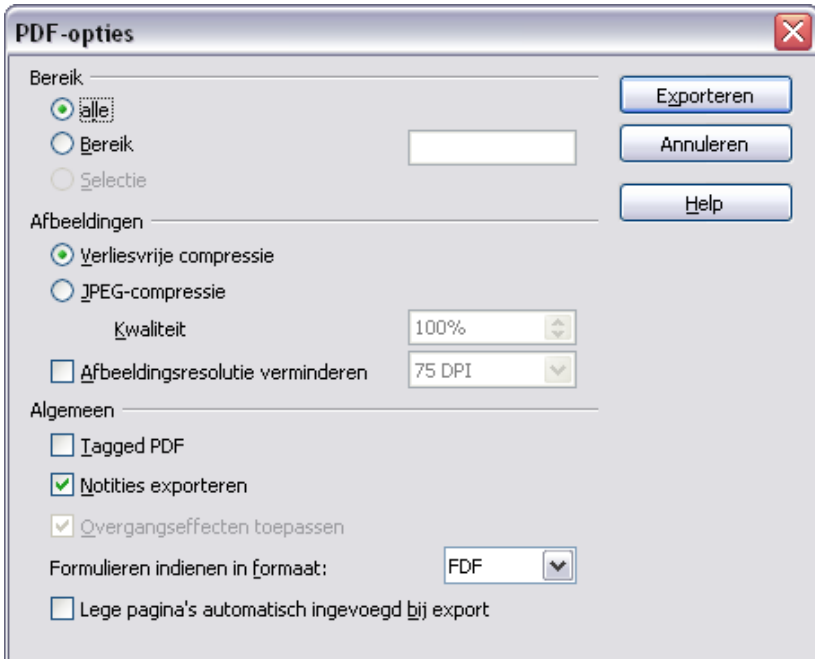 PDF-opties
Bereik
alle
Bereik
Selectie
Exporteren
Annuleren
Help
Afbeeldingen
Verliesvrije compressie
JPEG-compressie
Kwaliteit 100%
Afbeeldingsresolutie verminderen 75 DPI
Algemeen
Tagged PDF
Notities exporteren
Overgangseffecten toepassen
Formulieren indienen in formaat: FDF
Lege pagina's automatisch ingevoegd bij export